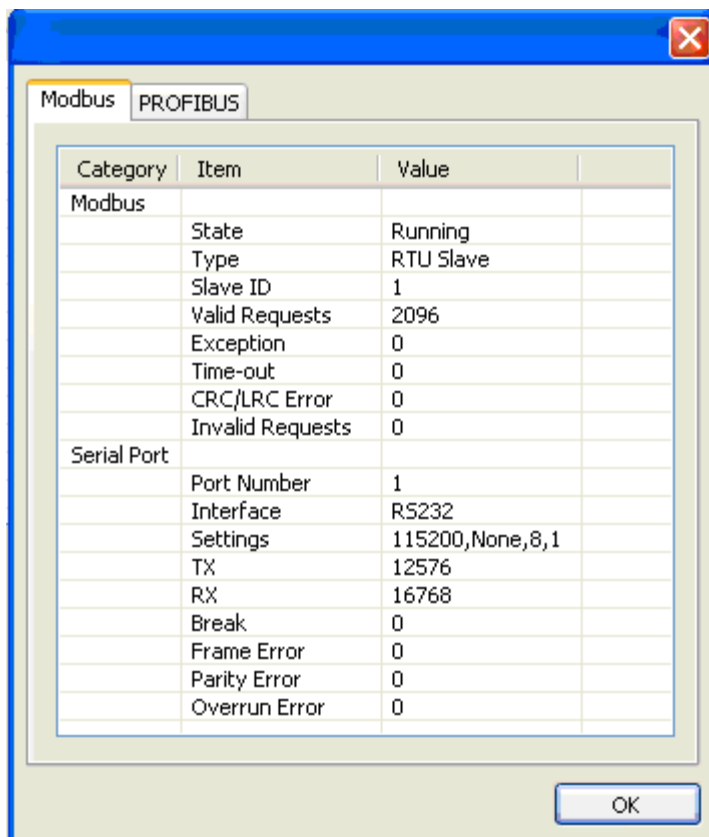 Modbus PROFIBUS
Category Item Value
Modbus
State Running
Type RTU Slave
Slave ID 1
Valid Requests 2096
Exception 0
Time-out 0
CRC/LRC Error 0
Invalid Requests 0
Serial Port
Port Number 1
Interface RS232
Settings 115200,None,8,1
TX 12576
RX 16768
Break 0
Frame Error 0
Parity Error 0
Overrun Error 0
OK